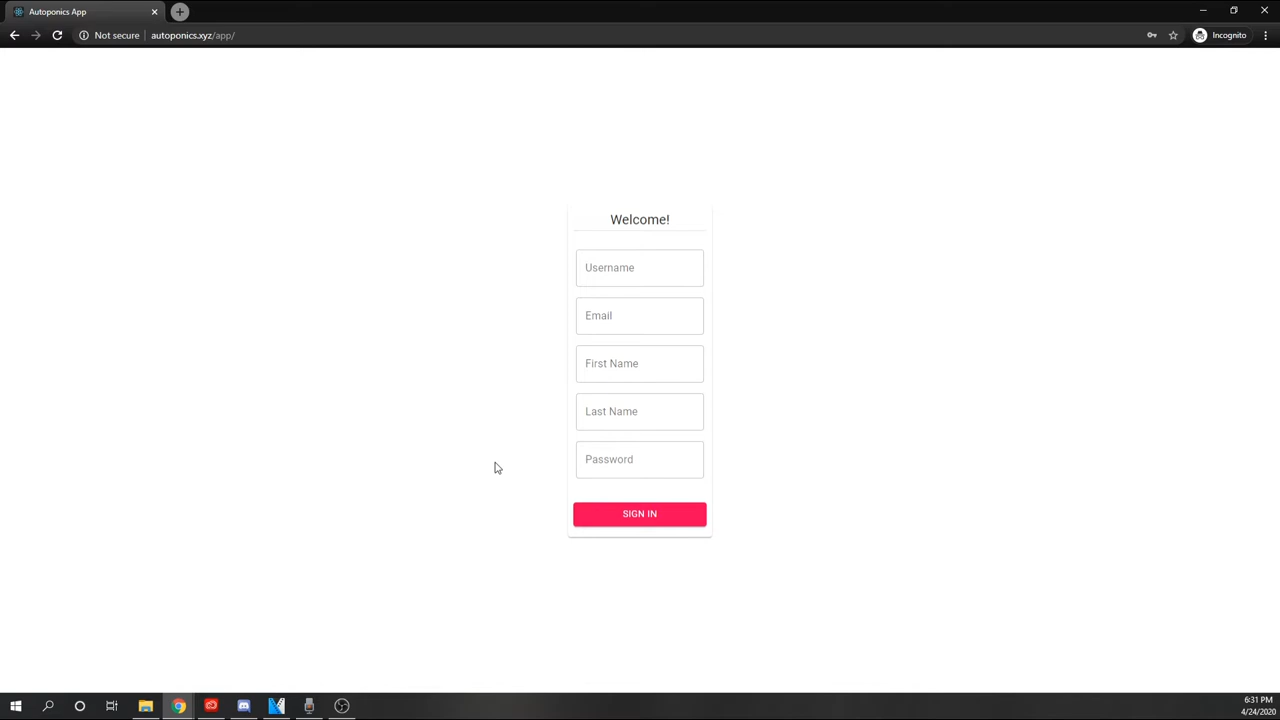 Autoponics App
Not secure
autoponics.xyz/app/
Incognito
Welcome!
Username
Email
First Name
Last Name
Password
SIGN IN
6:31 PM
4/24/2020